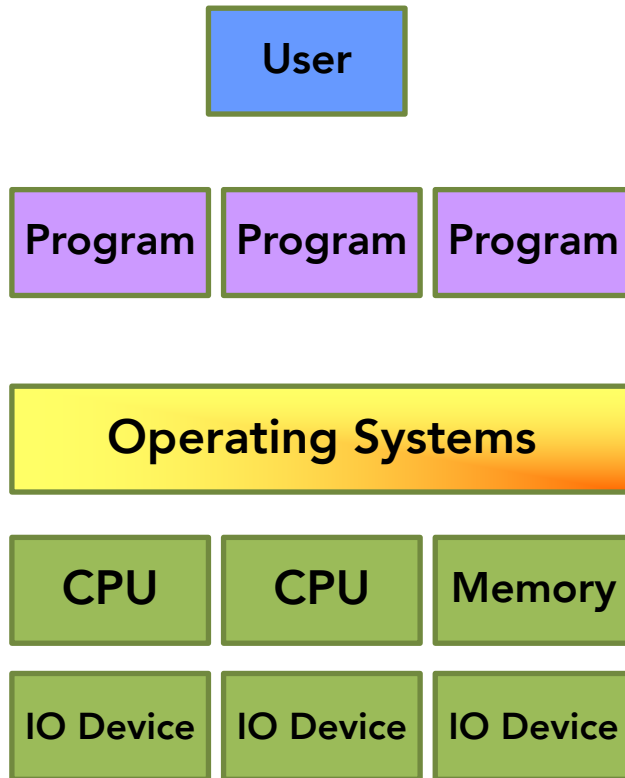 User
Program Program Program
Operating Systems
CPU CPU Memory
IO Device IO Device IO Device